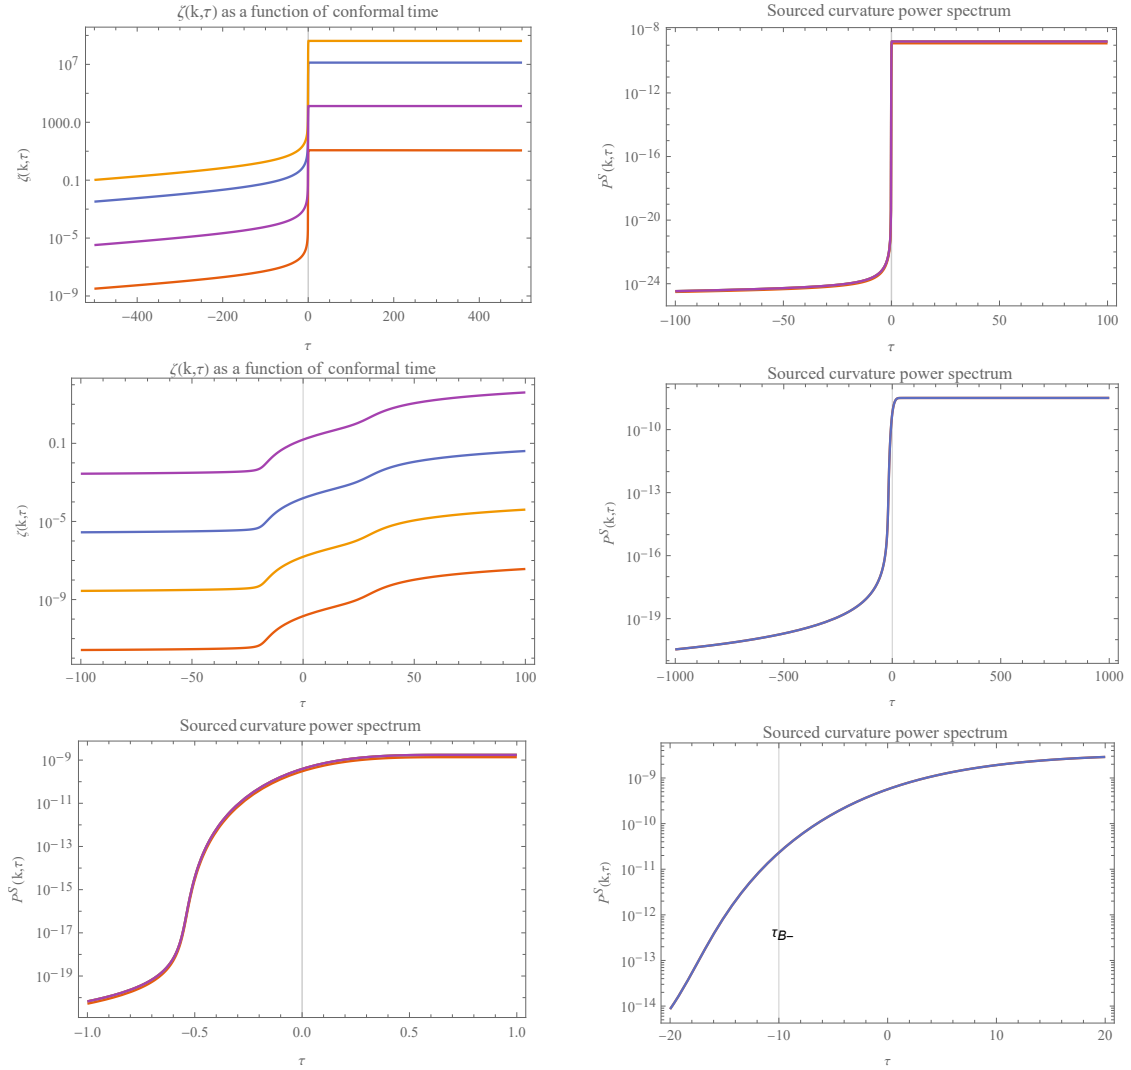 ζ(k,τ) as a function of conformal time
ζ(k,τ)
10⁷
1000.0
0.1
10⁻⁵
10⁻⁹
−400 −200 0 200 400
τ
Sourced curvature power spectrum
P^S(k,τ)
10⁻⁸
10⁻¹²
10⁻¹⁶
10⁻²⁰
10⁻²⁴
−100 −50 0 50 100
τ
ζ(k,τ) as a function of conformal time
ζ(k,τ)
0.1
10⁻⁵
10⁻⁹
−100 −50 0 50 100
τ
Sourced curvature power spectrum
P^S(k,τ)
10⁻¹⁰
10⁻¹³
10⁻¹⁶
10⁻¹⁹
−1000 −500 0 500 1000
τ
Sourced curvature power spectrum
P^S(k,τ)
10⁻⁹
10⁻¹¹
10⁻¹³
10⁻¹⁵
10⁻¹⁷
10⁻¹⁹
−1.0 −0.5 0.0 0.5 1.0
τ
Sourced curvature power spectrum
P^S(k,τ)
10⁻⁹
10⁻¹⁰
10⁻¹¹
10⁻¹²
10⁻¹³
10⁻¹⁴
τB−
−20 −10 0 10 20
τ